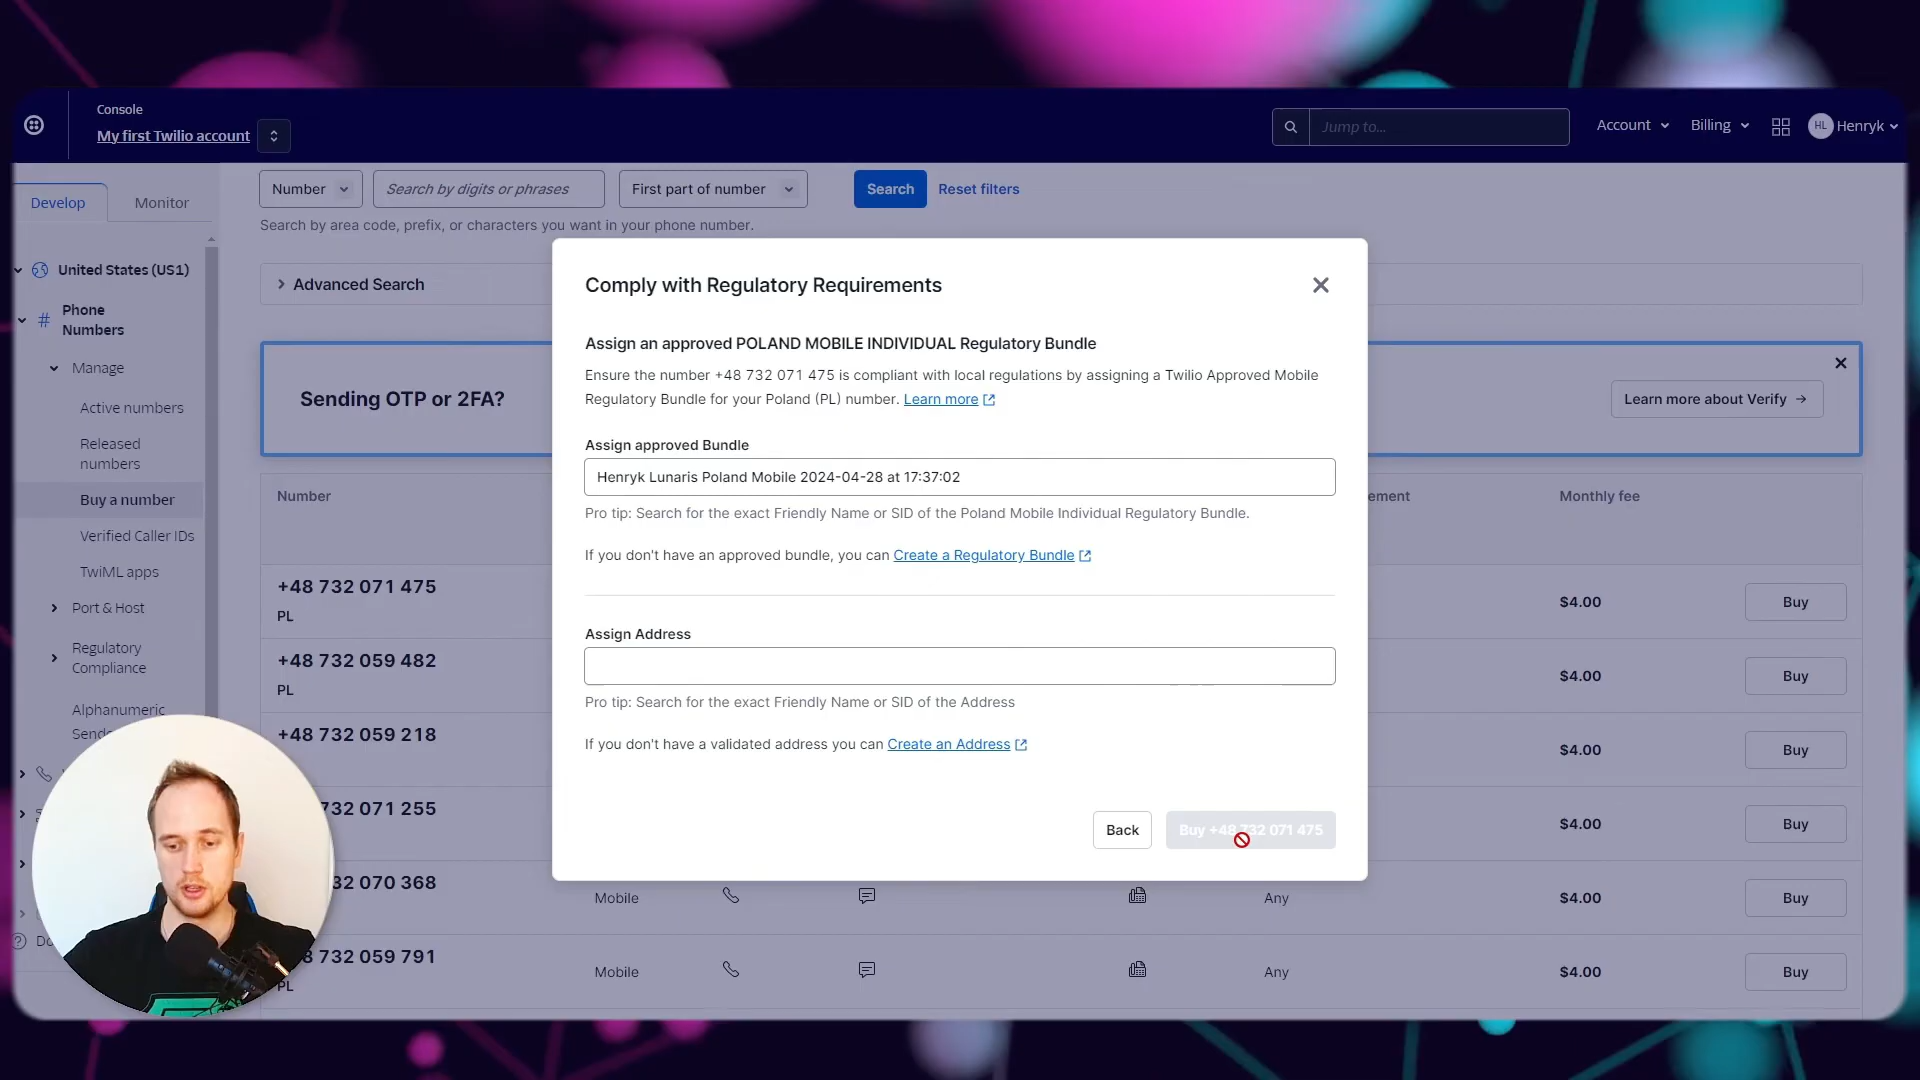 Console
My first Twilio account
Jump to...
Account
Billing
HL
Henryk
Develop
Monitor
United States (US1)
Phone
Numbers
Manage
Active numbers
Released
numbers
Buy a number
Verified Caller IDs
TwiML apps
Port & Host
Regulatory
Compliance
Alphanumeric
Number
Search by digits or phrases
First part of number
Search
Reset filters
Search by area code, prefix, or characters you want in your phone number.
Advanced Search
Sending OTP or 2FA?
Learn more about Verify →
Number
Monthly fee
+48 732 071 475
PL
$4.00
Buy
+48 732 059 482
PL
$4.00
Buy
+48 732 059 218
$4.00
Buy
732 071 255
$4.00
Buy
732 070 368
Mobile
Any
$4.00
Buy
8 732 059 791
PL
Mobile
Any
$4.00
Buy
Comply with Regulatory Requirements
Assign an approved POLAND MOBILE INDIVIDUAL Regulatory Bundle
Ensure the number +48 732 071 475 is compliant with local regulations by assigning a Twilio Approved Mobile
Regulatory Bundle for your Poland (PL) number. Learn more
Assign approved Bundle
Henryk Lunaris Poland Mobile 2024-04-28 at 17:37:02
Pro tip: Search for the exact Friendly Name or SID of the Poland Mobile Individual Regulatory Bundle.
If you don't have an approved bundle, you can Create a Regulatory Bundle
Assign Address
Pro tip: Search for the exact Friendly Name or SID of the Address
If you don't have a validated address you can Create an Address
Back
Buy +48 732 071 475